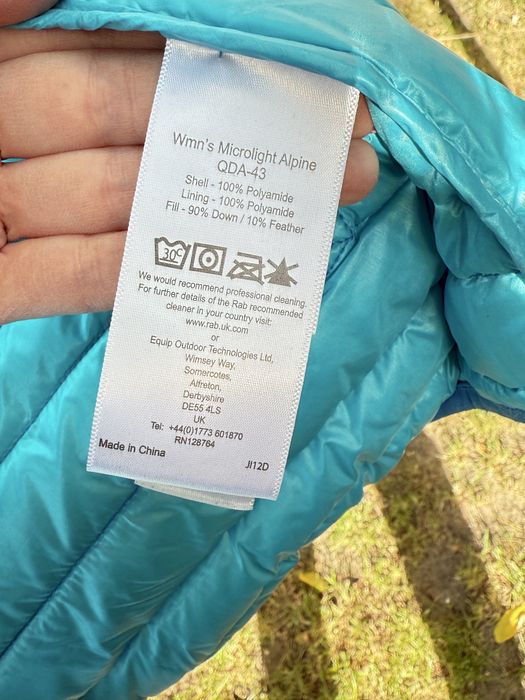 Wmn's Microlight Alpine
QDA-43
Shell - 100% Polyamide
Lining - 100% Polyamide
Fill - 90% Down / 10% Feather
30°
We would recommend professional cleaning.
For further details of the Rab recommended
cleaner in your country visit:
www.rab.uk.com
or
Equip Outdoor Technologies Ltd,
Wimsey Way,
Somercotes,
Alfreton,
Derbyshire
DE55 4LS
UK
Tel: +44(0)1773 601870
RN128764
Made in China
JI12D